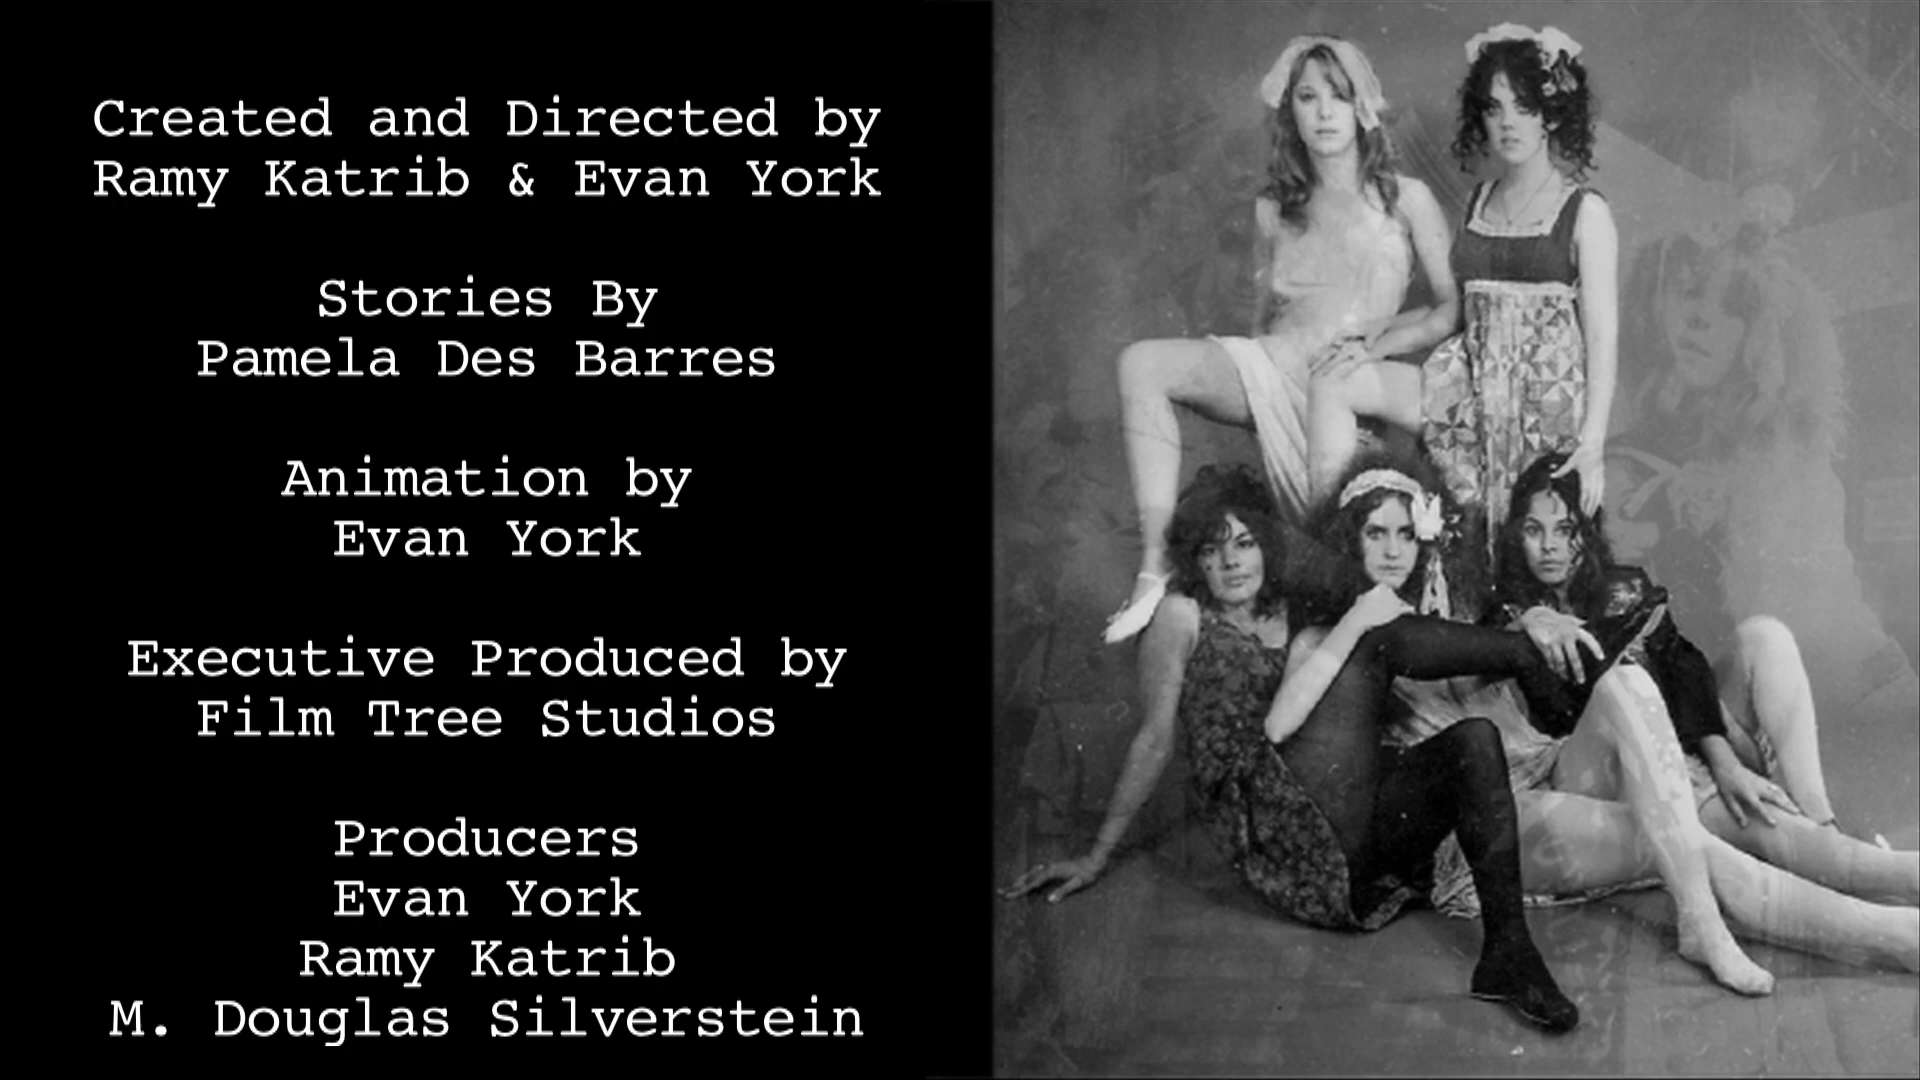 Created and Directed by
Ramy Katrib & Evan York
Stories By
Pamela Des Barres
Animation by
Evan York
Executive Produced by
Film Tree Studios
Producers
Evan York
Ramy Katrib
M. Douglas Silverstein